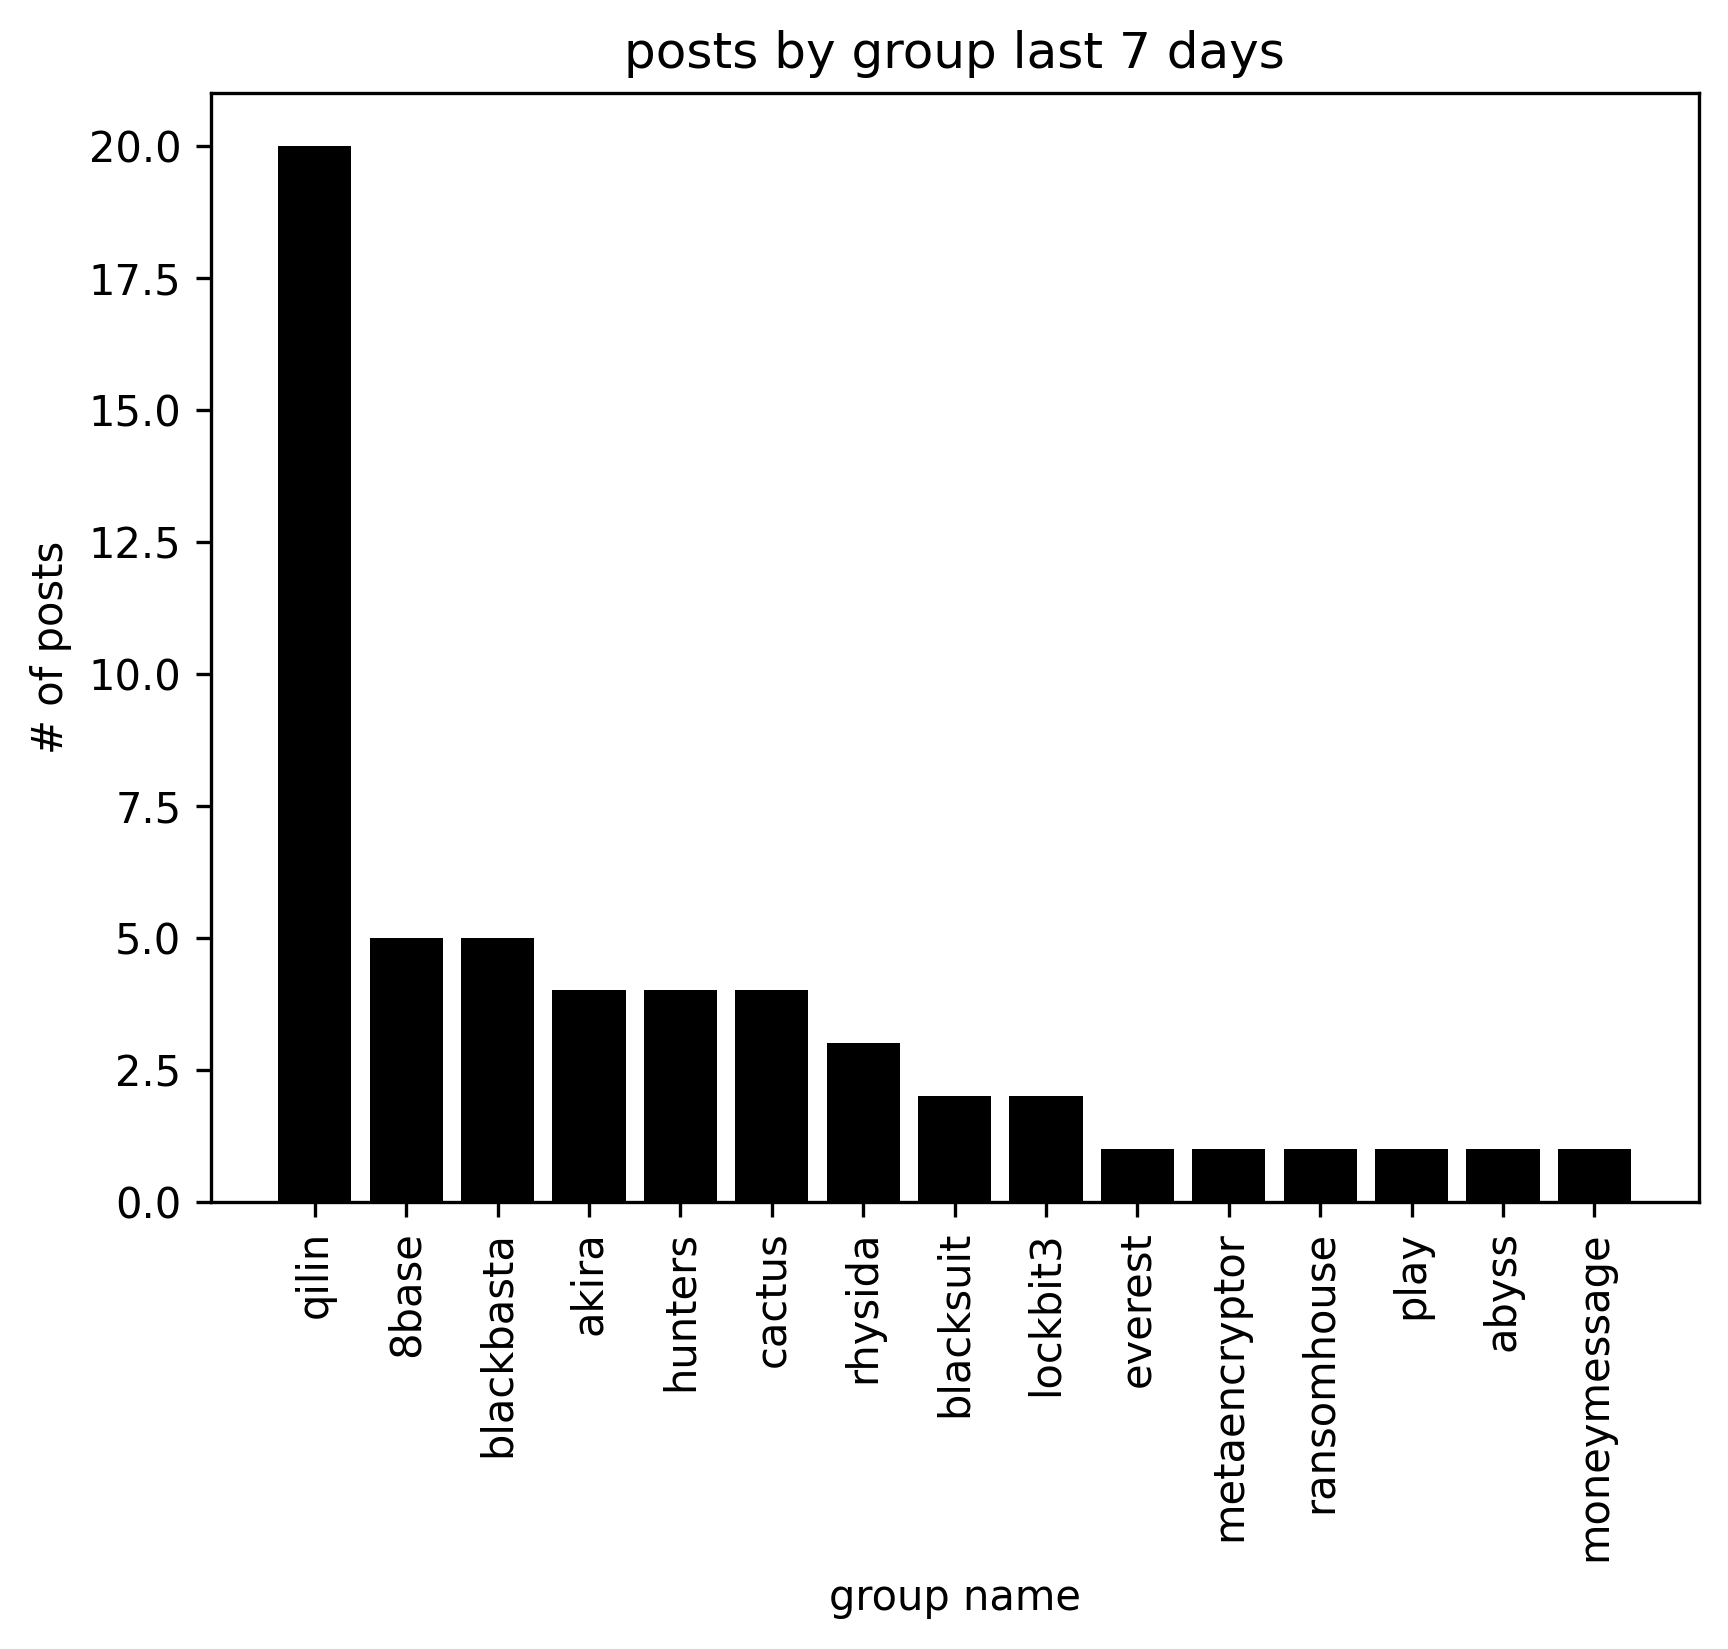 posts by group last 7 days
# of posts
20.0
17.5
15.0
12.5
10.0
7.5
5.0
2.5
0.0
qilin
8base
blackbasta
akira
hunters
cactus
rhysida
blacksuit
lockbit3
everest
metaencryptor
ransomhouse
play
abyss
moneymessage
group name